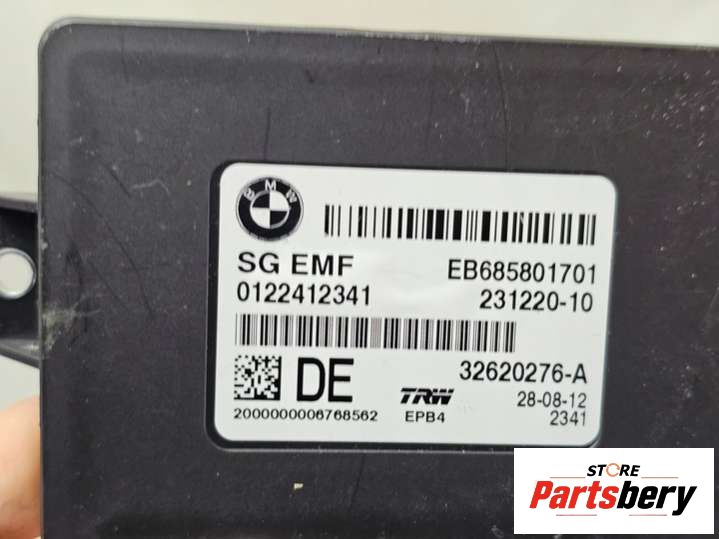 BMW
SG EMF
EB685801701
0122412341
231220-10
DE
32620276-A
TRW
28-08-12
2000000006768562
EPB4
2341
STORE
Partsbery